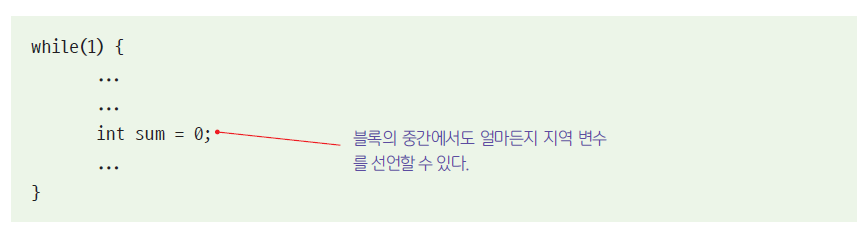 while(1) {
...
...
int sum = 0;
블록의 중간에서도 얼마든지 지역 변수
를 선언할 수 있다.
...
}